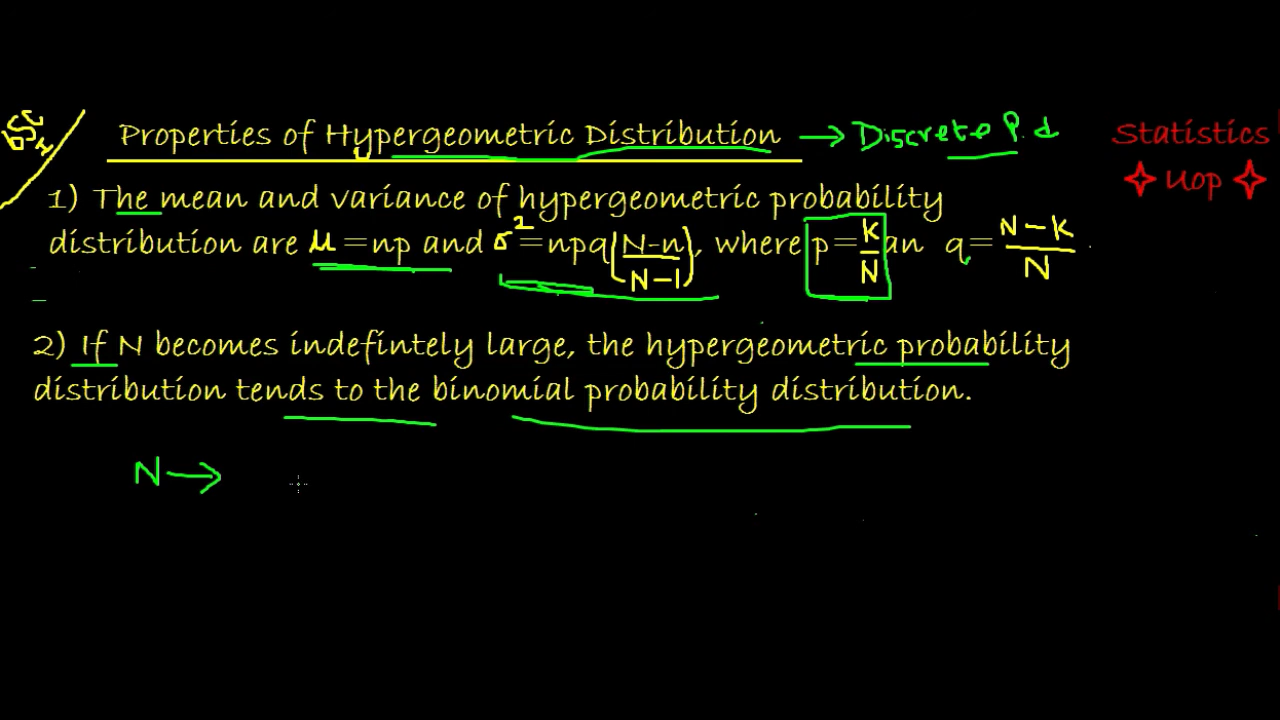 Properties of Hypergeometric Distribution → Discrete P.d
Statistics
Uop
1) The mean and variance of hypergeometric probability
distribution are μ=np and σ²=npq(N-n/N-1), where p=k/N an q=N-k/N
2) If N becomes indefintely large, the hypergeometric probability
distribution tends to the binomial probability distribution.
N→